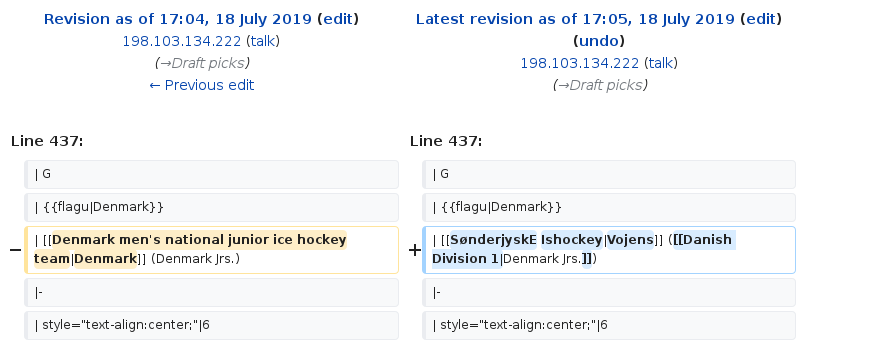 Revision as of 17:04, 18 July 2019 (edit)
198.103.134.222 (talk)
(→Draft picks)
← Previous edit
Latest revision as of 17:05, 18 July 2019 (edit)
(undo)
198.103.134.222 (talk)
(→Draft picks)
Line 437:
Line 437:
| G
| G
| {{flagu|Denmark}}
| {{flagu|Denmark}}
− | [[Denmark men's national junior ice hockey
team|Denmark]] (Denmark Jrs.)
+ | [[SønderjyskE Ishockey|Vojens]] ([[Danish
Division 1|Denmark Jrs.]])
|-
|-
| style="text-align:center;"|6
| style="text-align:center;"|6